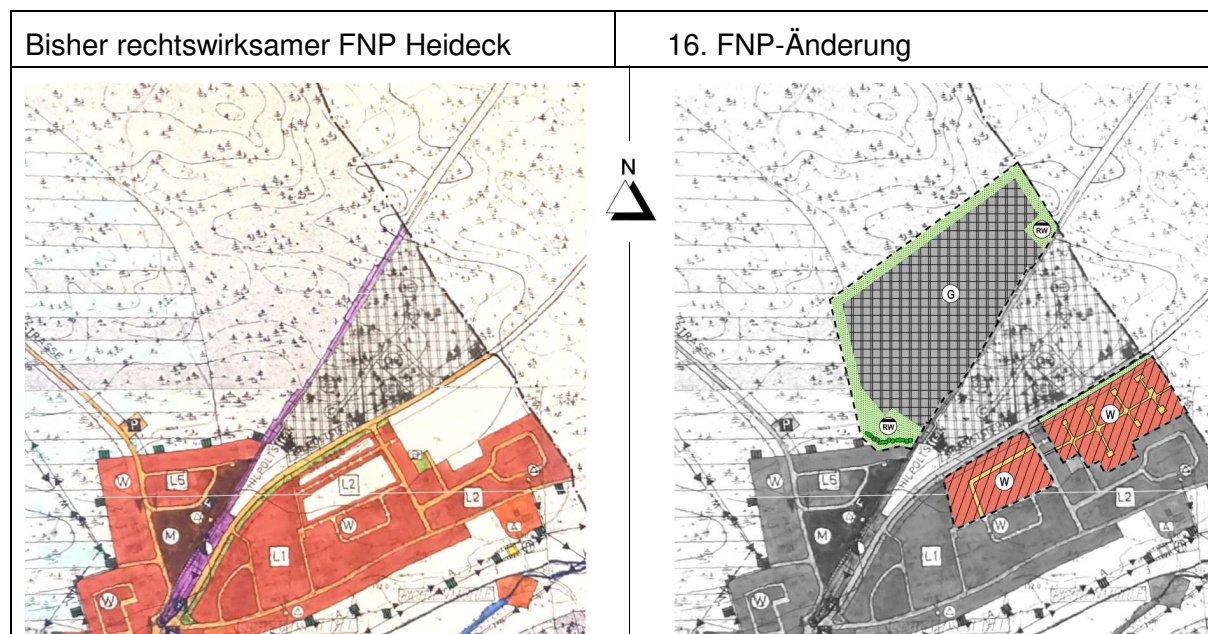 Bisher rechtswirksamer FNP Heideck
16. FNP-Änderung
N
P
W
L5
M
L1
L2
W
L2
A
W
G
RW
RW
W
W
W
L5
M
L1
W
L2
A
W